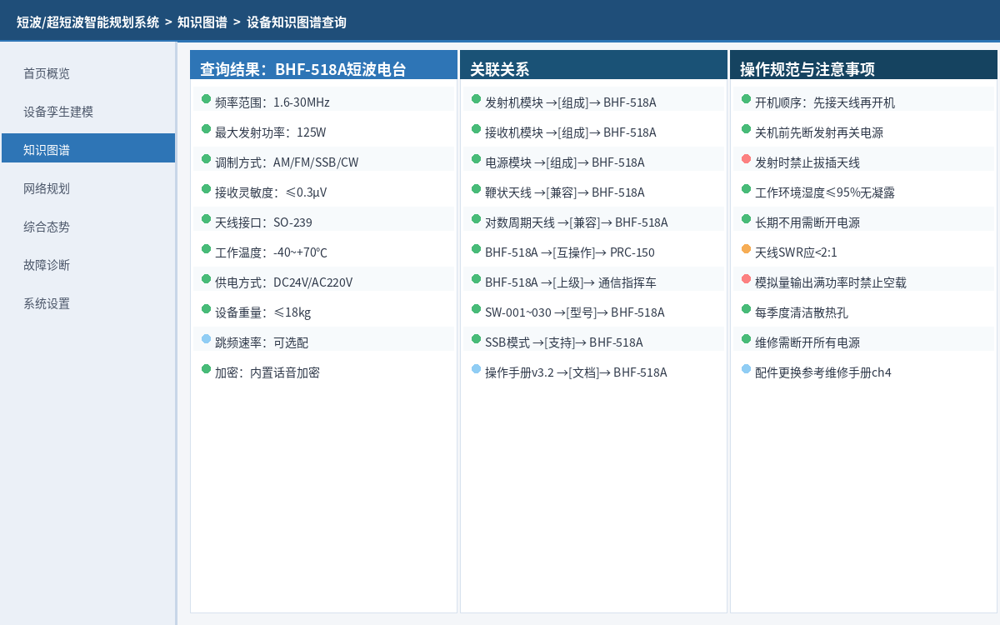 短波/超短波智能规划系统 > 知识图谱 > 设备知识图谱查询
首页概览
设备孪生建模
知识图谱
网络规划
综合态势
故障诊断
系统设置
查询结果：BHF-518A短波电台
频率范围：1.6-30MHz
最大发射功率：125W
调制方式：AM/FM/SSB/CW
接收灵敏度：≤0.3μV
天线接口：SO-239
工作温度：-40~+70℃
供电方式：DC24V/AC220V
设备重量：≤18kg
跳频速率：可选配
加密：内置话音加密
关联关系
发射机模块 →[组成]→ BHF-518A
接收机模块 →[组成]→ BHF-518A
电源模块 →[组成]→ BHF-518A
鞭状天线 →[兼容]→ BHF-518A
对数周期天线 →[兼容]→ BHF-518A
BHF-518A →[互操作]→ PRC-150
BHF-518A →[上级]→ 通信指挥车
SW-001~030 →[型号]→ BHF-518A
SSB模式 →[支持]→ BHF-518A
操作手册v3.2 →[文档]→ BHF-518A
操作规范与注意事项
开机顺序：先接天线再开机
关机前先断发射再关电源
发射时禁止拔插天线
工作环境湿度≤95%无凝露
长期不用需断开电源
天线SWR应<2:1
模拟量输出满功率时禁止空载
每季度清洁散热孔
维修需断开所有电源
配件更换参考维修手册ch4